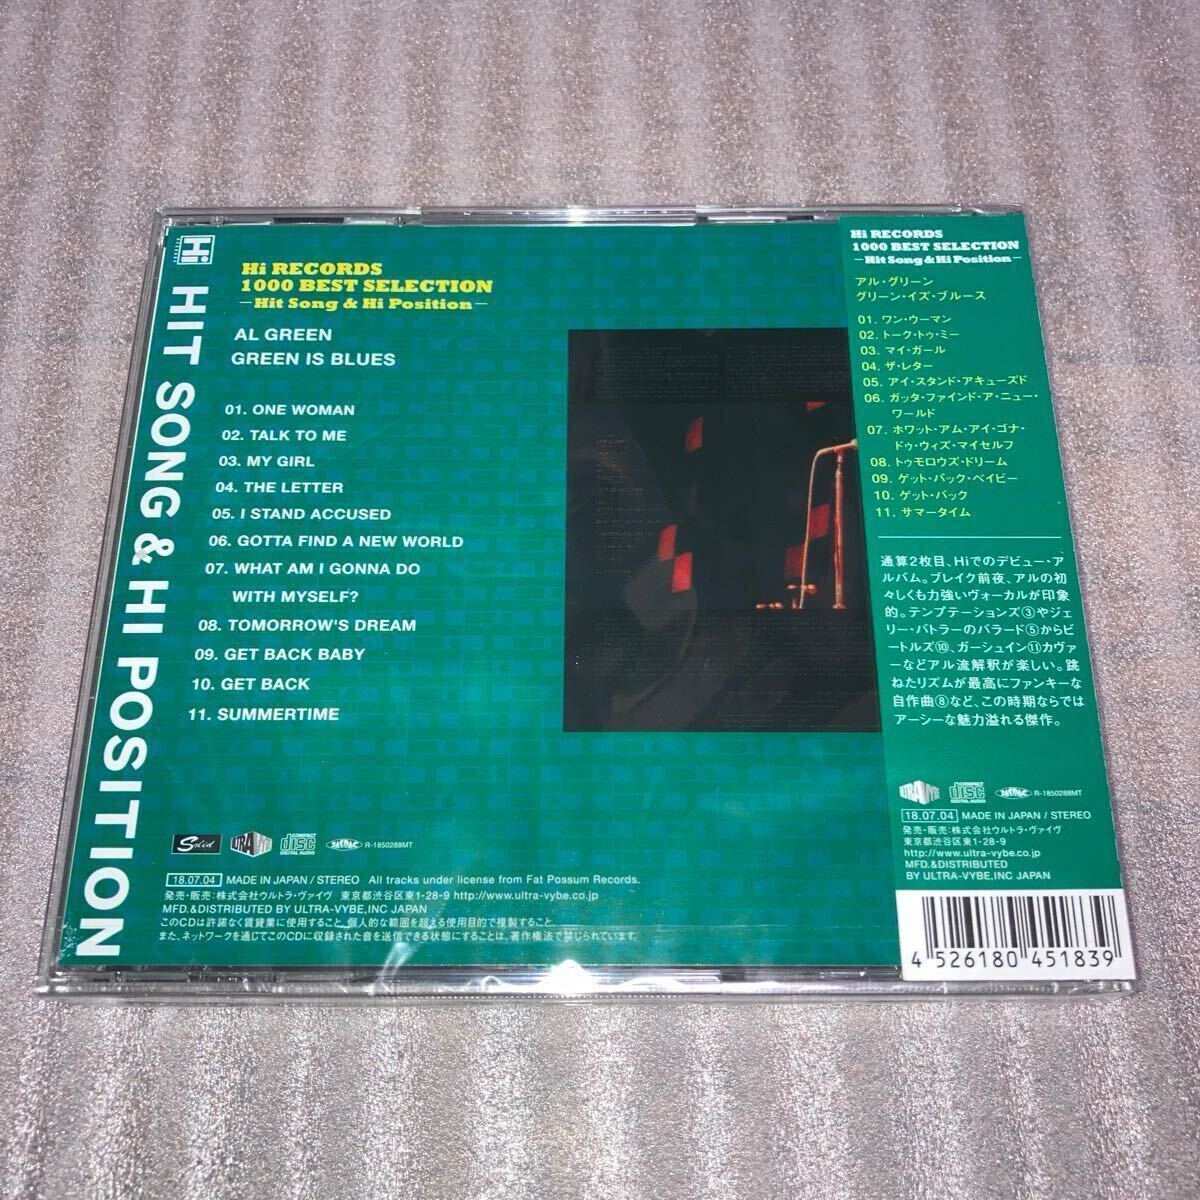 Hi
HIT SONG & HI POSITION
Hi RECORDS
1000 BEST SELECTION
-Hit Song & Hi Position-
AL GREEN
GREEN IS BLUES
01. ONE WOMAN
02. TALK TO ME
03. MY GIRL
04. THE LETTER
05. I STAND ACCUSED
06. GOTTA FIND A NEW WORLD
07. WHAT AM I GONNA DO
WITH MYSELF?
08. TOMORROW'S DREAM
09. GET BACK BABY
10. GET BACK
11. SUMMERTIME
Solid
COMPACT
disc
DIGITAL AUDIO
R-1850288MT
18.07.04 MADE IN JAPAN / STEREO All tracks under license from Fat Possum Records.
発売・販売:株式会社ウルトラ・ヴァイヴ 東京都渋谷区東1-28-9 http://www.ultra-vybe.co.jp
MFD.&DISTRIBUTED BY ULTRA-VYBE,INC JAPAN
このCDは許諾なく賃貸業に使用すること、個人的な範囲を超える使用目的で複製すること、
また、ネットワークを通じてこのCDに収録された音を送信できる状態にすることは、著作権法で禁じられています。
Hi RECORDS
1000 BEST SELECTION
-Hit Song & Hi Position-
アル・グリーン
グリーン・イズ・ブルース
01. ワン・ウーマン
02. トーク・トゥ・ミー
03. マイ・ガール
04. ザ・レター
05. アイ・スタンド・アキューズド
06. ガッタ・ファインド・ア・ニュー・
ワールド
07. ホワット・アム・アイ・ゴナ・
ドゥ・ウィズ・マイセルフ
08. トゥモロウズ・ドリーム
09. ゲット・バック・ベイビー
10. ゲット・バック
11. サマータイム
通算2枚目、Hiでのデビュー・ア
ルバム。ブレイク前夜、アルの初
々しくも力強いヴォーカルが印象
的。テンプテーションズ③やジェ
リー・バトラーのバラード⑤からビ
ートルズ⑩、ガーシュイン⑪カヴァ
ーなどアル流解釈が楽しい。跳
ねたリズムが最高にファンキーな
自作曲⑧など、この時期ならでは
アーシーな魅力溢れる傑作。
COMPACT
disc
DIGITAL AUDIO
R-1850288MT
18.07.04 MADE IN JAPAN / STEREO
発売・販売:株式会社ウルトラ・ヴァイヴ
東京都渋谷区東1-28-9
http://www.ultra-vybe.co.jp
MFD.&DISTRIBUTED
BY ULTRA-VYBE,INC JAPAN
4 526180 451839